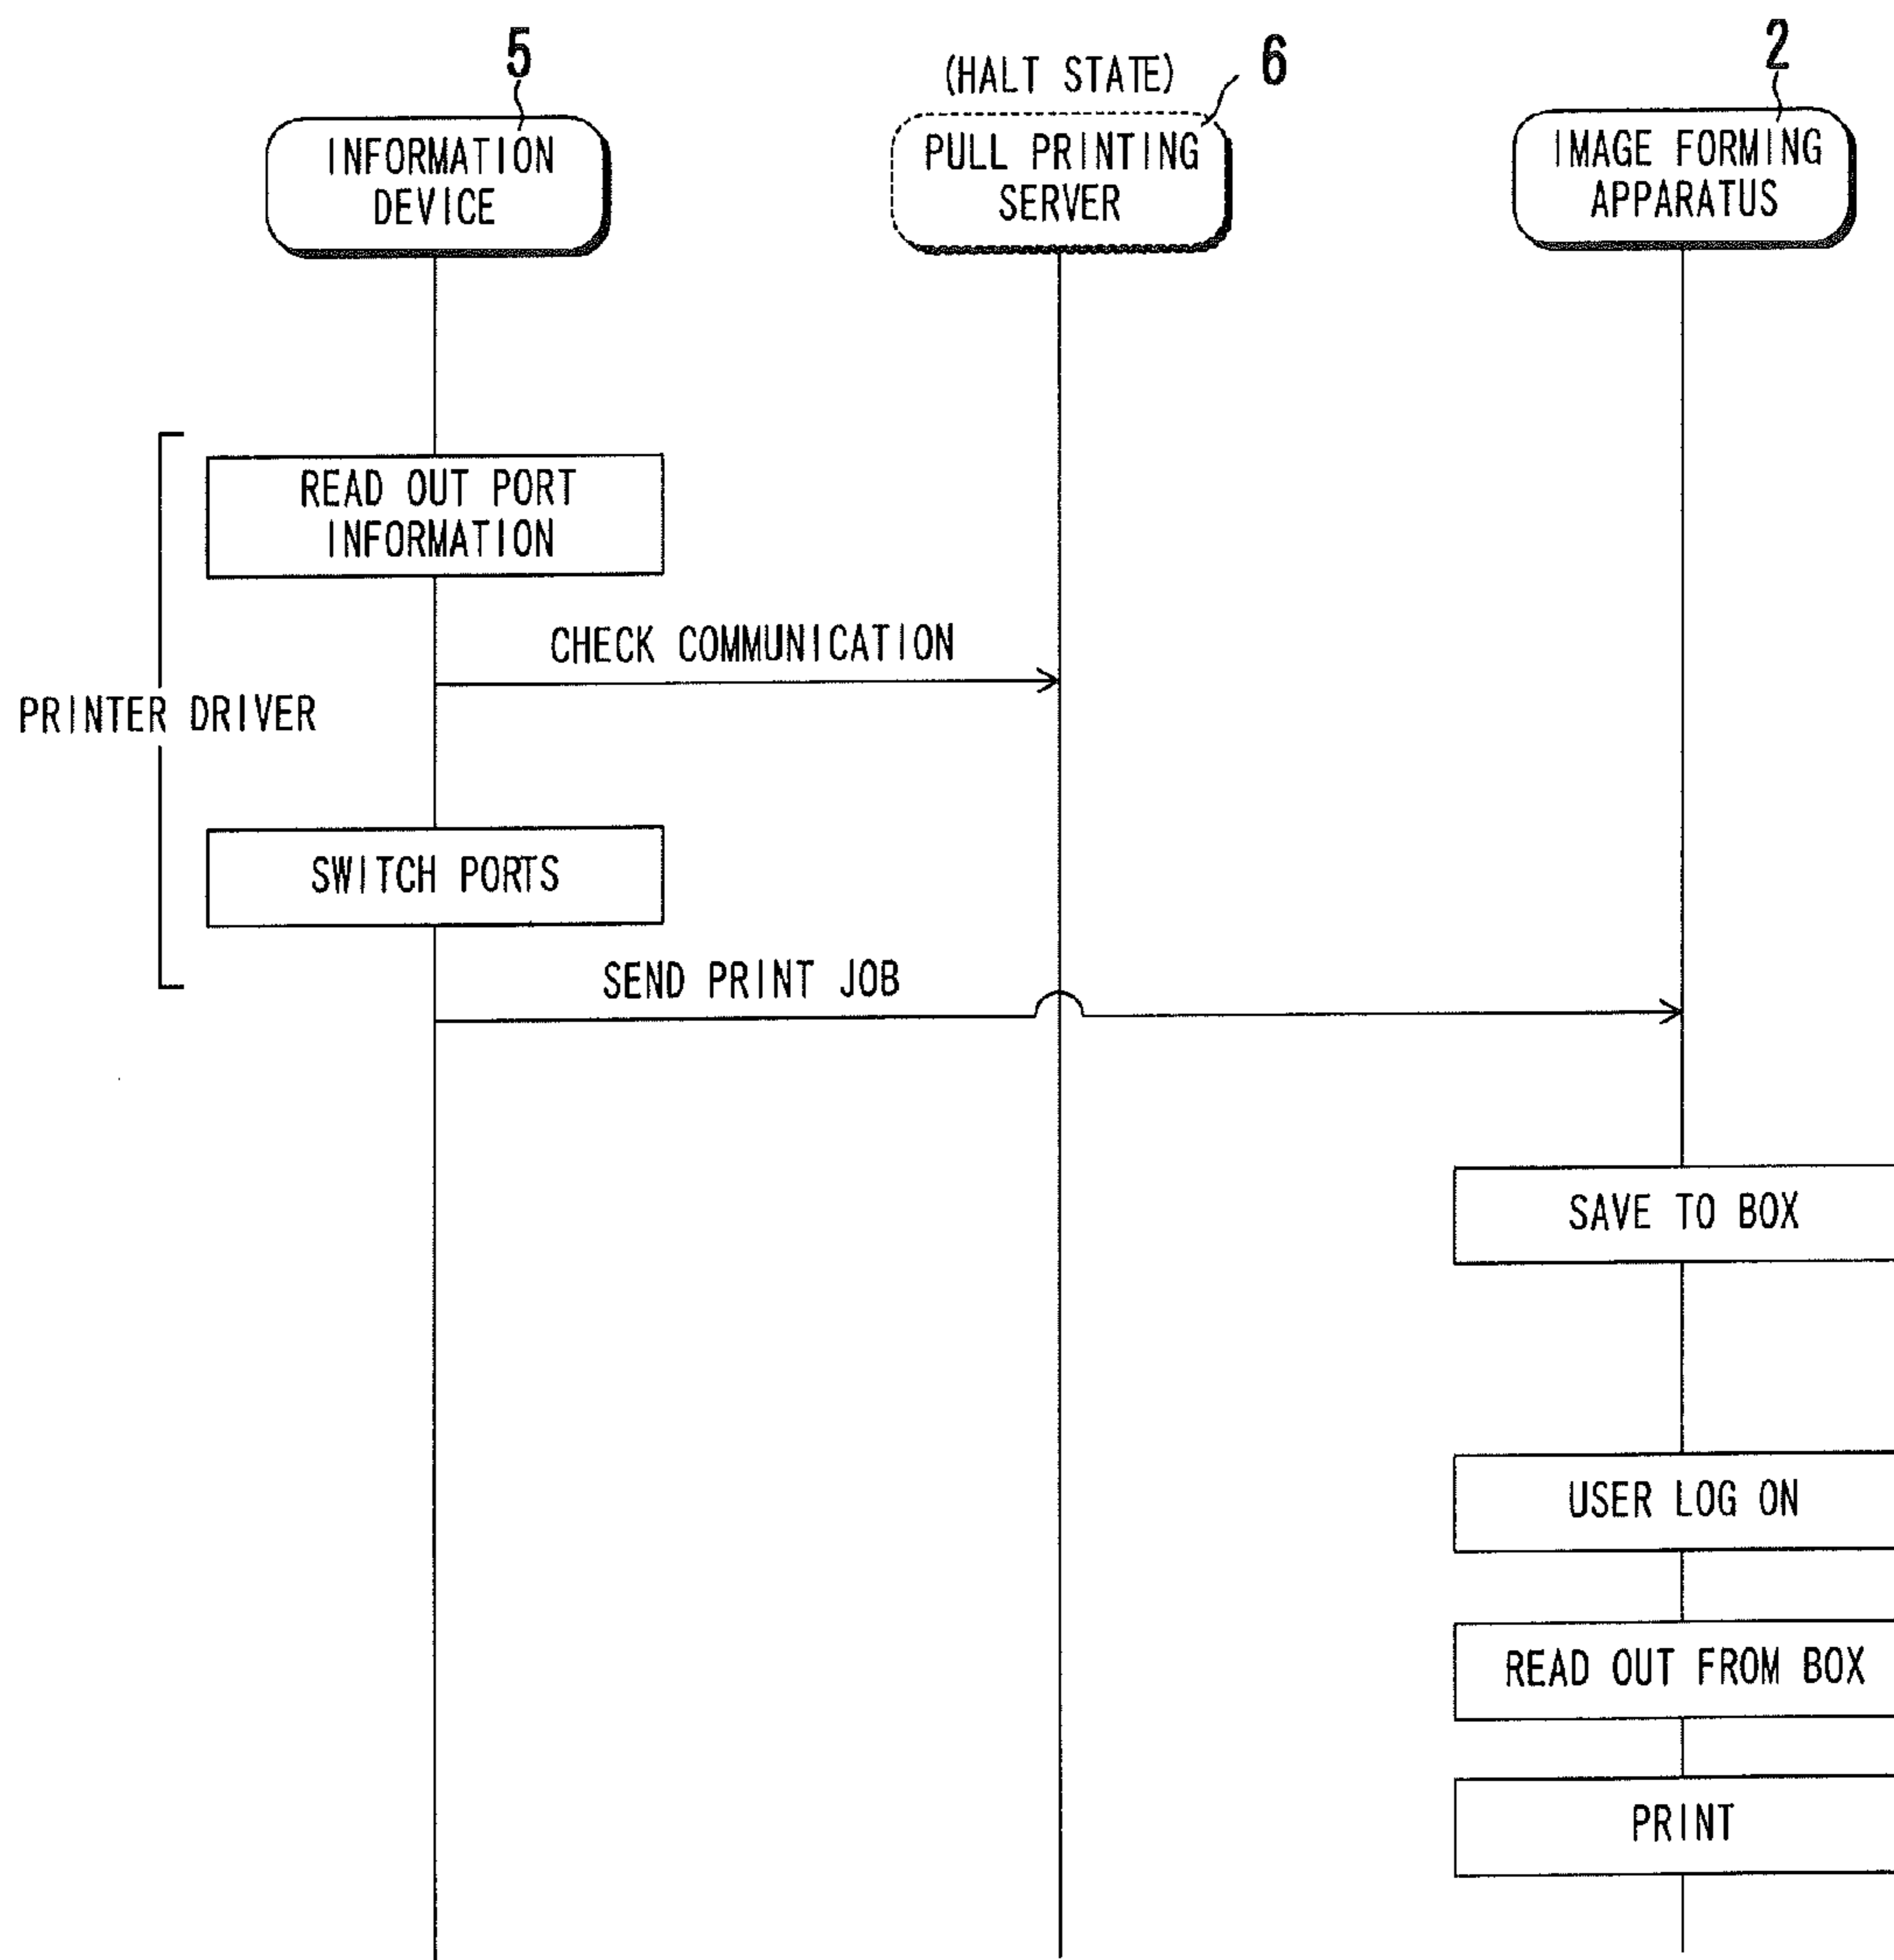 5
(HALT STATE)
6
2
INFORMATION
DEVICE
PULL PRINTING
SERVER
IMAGE FORMING
APPARATUS
READ OUT PORT
INFORMATION
CHECK COMMUNICATION
PRINTER DRIVER
SWITCH PORTS
SEND PRINT JOB
SAVE TO BOX
USER LOG ON
READ OUT FROM BOX
PRINT